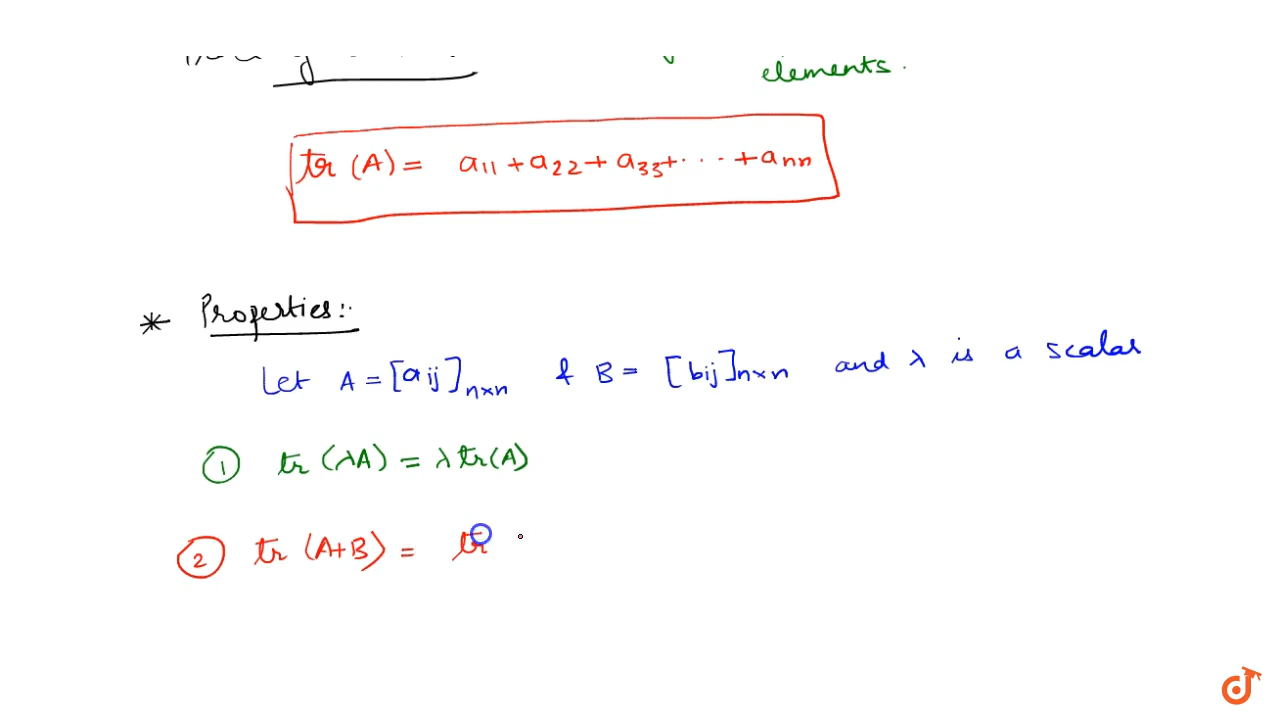 elements.
tr (A) = a11 + a22 + a33 + ... + ann
* Properties:.
Let A = [aij]n×n & B = [bij]n×n and λ is a scalar
① tr (λA) = λ tr(A)
② tr (A+B) = tr